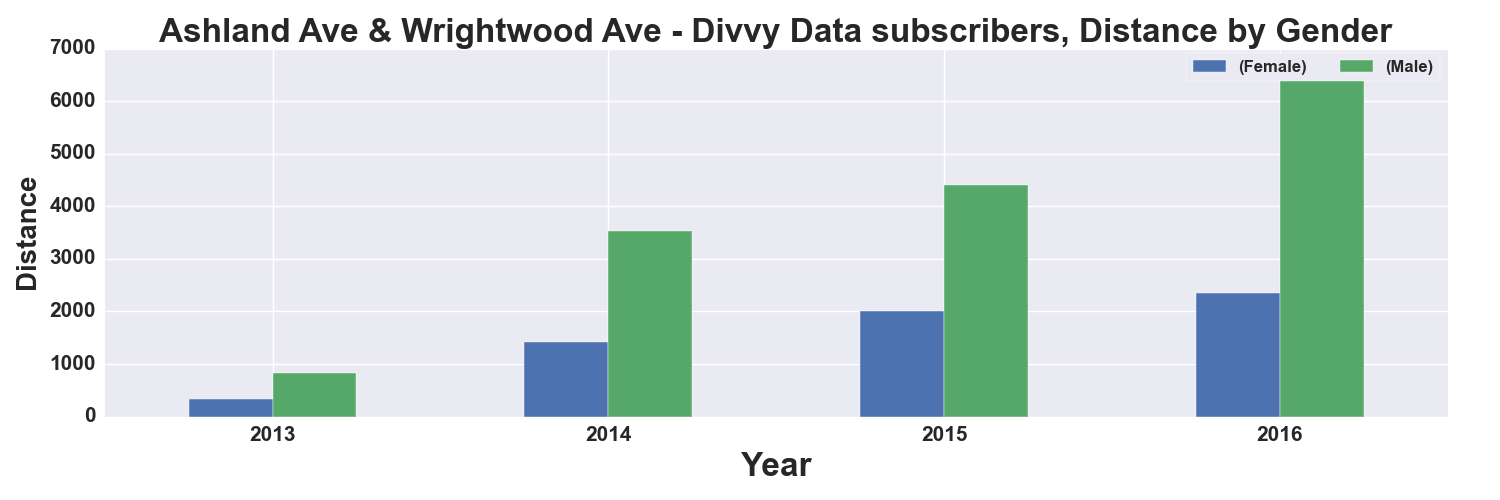 Ashland Ave & Wrightwood Ave - Divvy Data subscribers, Distance by Gender
(Female) (Male)
7000
6000
5000
4000
3000
2000
1000
0
Distance
2013 2014 2015 2016
Year